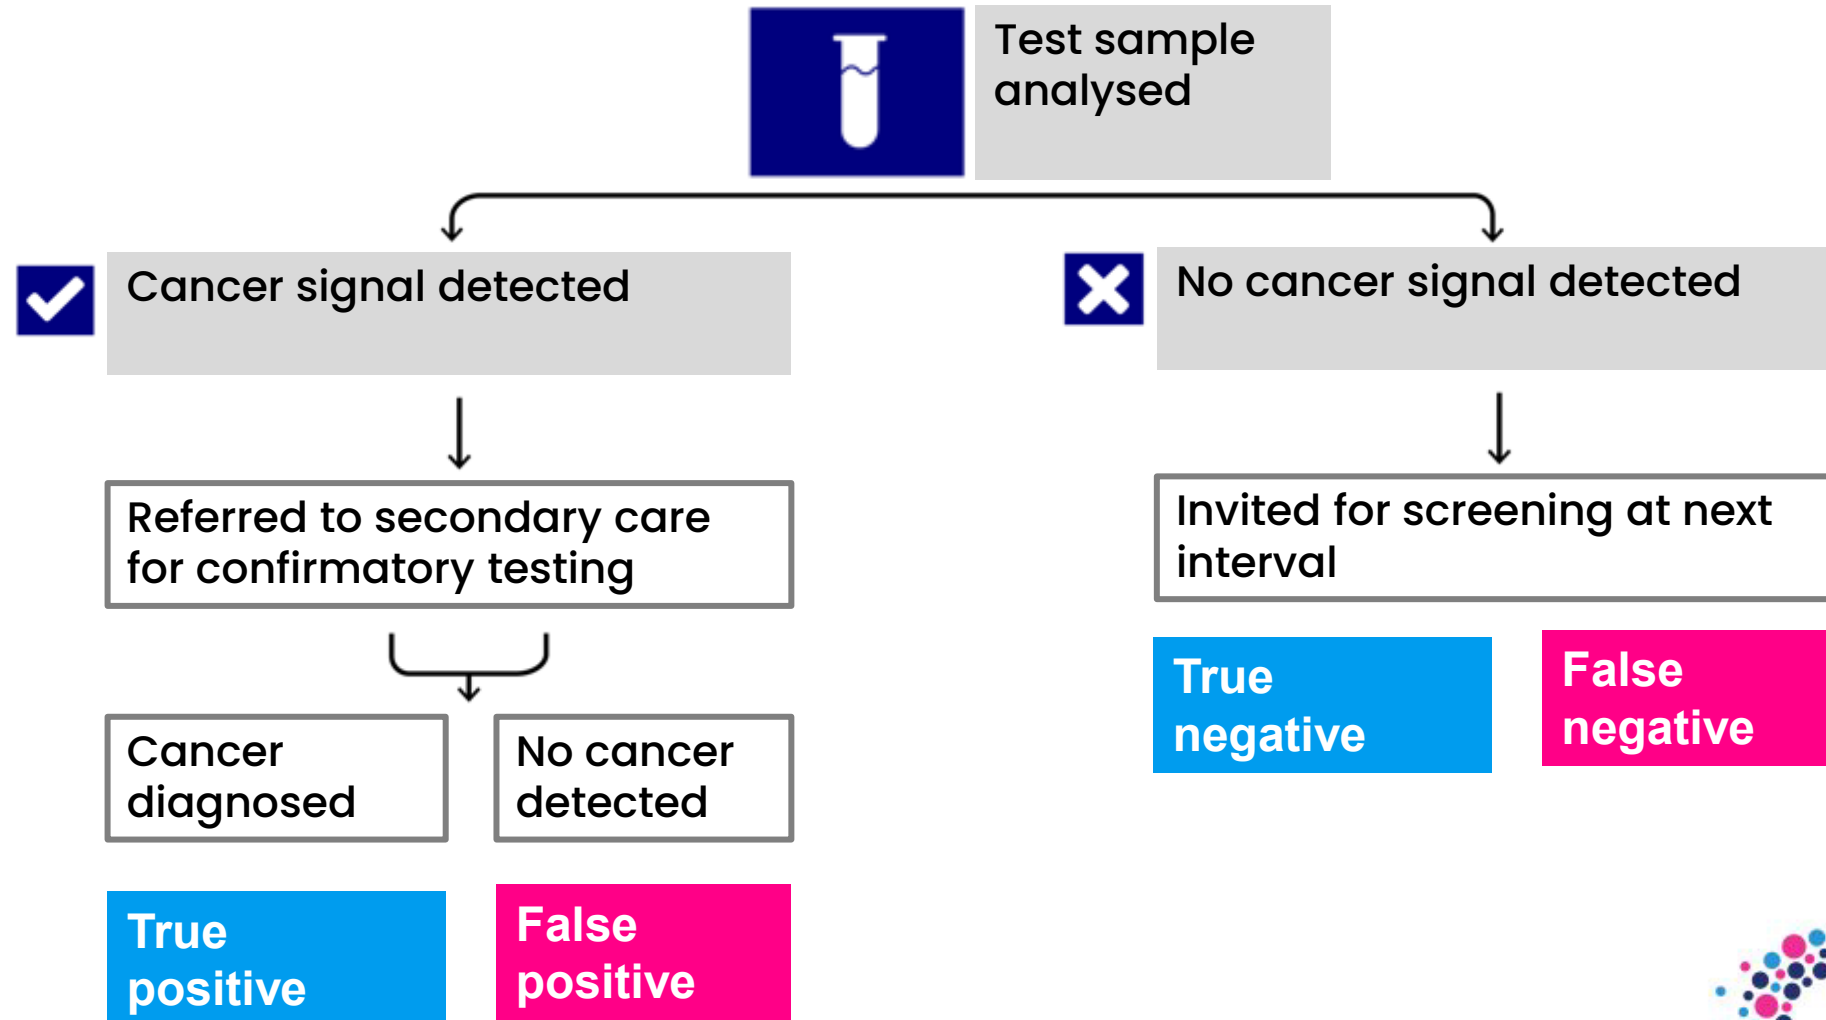 Test sample
analysed
Cancer signal detected
No cancer signal detected
Referred to secondary care
for confirmatory testing
Invited for screening at next
interval
True
negative
False
negative
Cancer
diagnosed
No cancer
detected
True
positive
False
positive